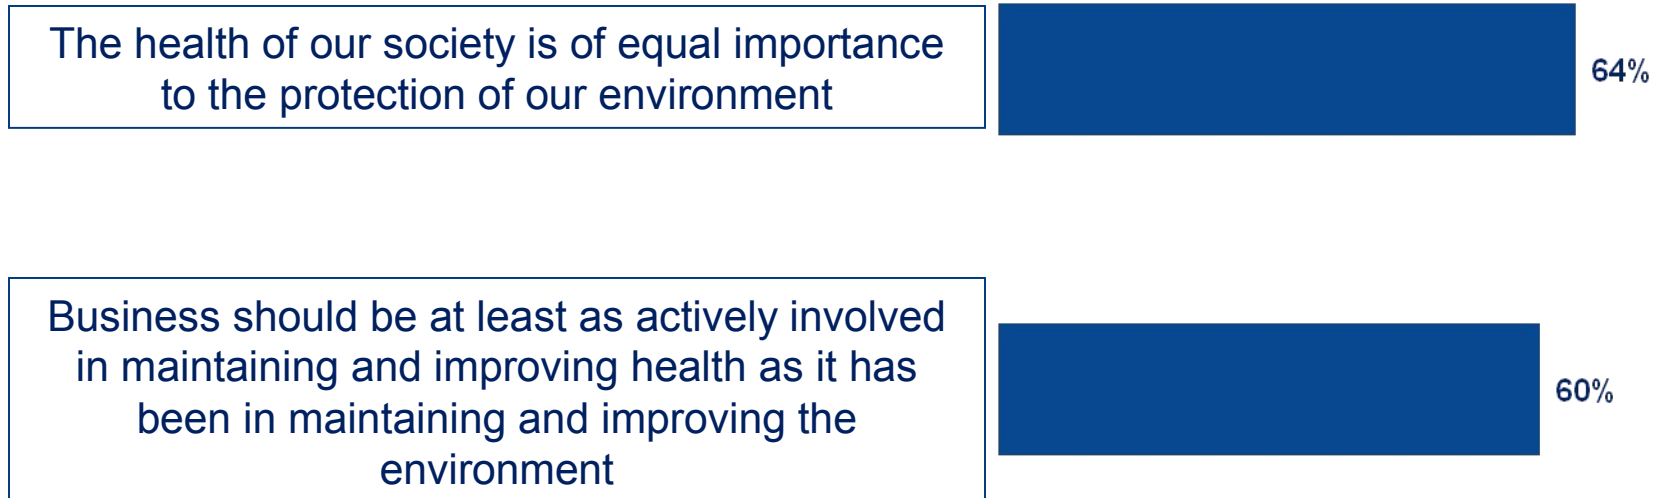 The health of our society is of equal importance
to the protection of our environment
64%
Business should be at least as actively involved
in maintaining and improving health as it has
been in maintaining and improving the
environment
60%